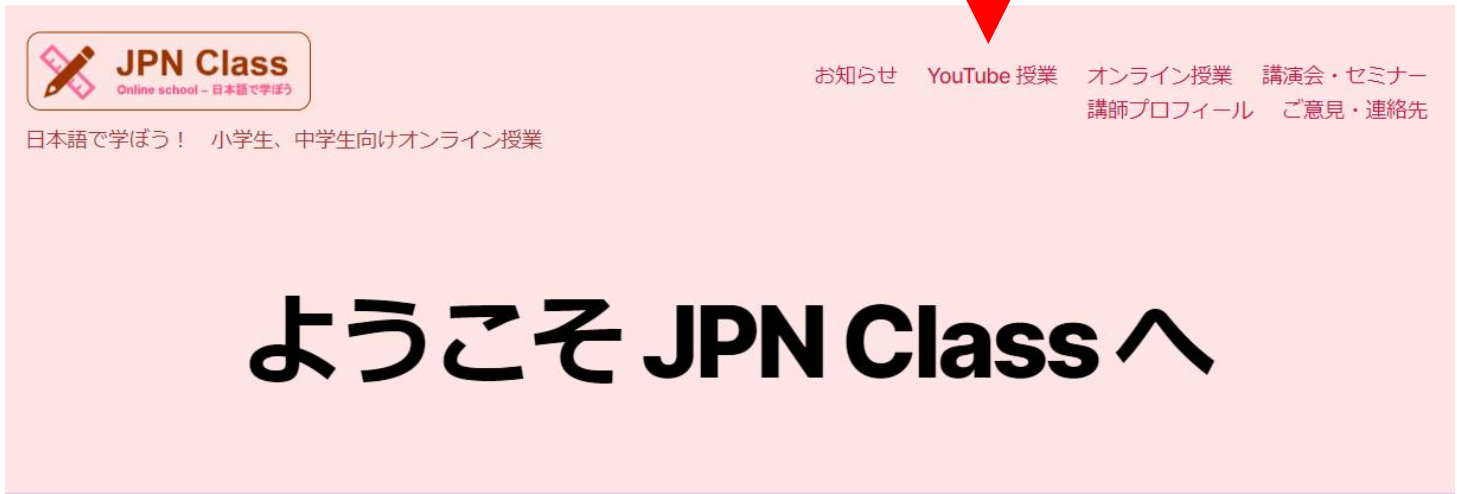 JPN Class
Online school – 日本語で学ぼう
日本語で学ぼう！　小学生、中学生向けオンライン授業
お知らせ　YouTube 授業　オンライン授業　講演会・セミナー
講師プロフィール　ご意見・連絡先
ようこそ JPN Class へ